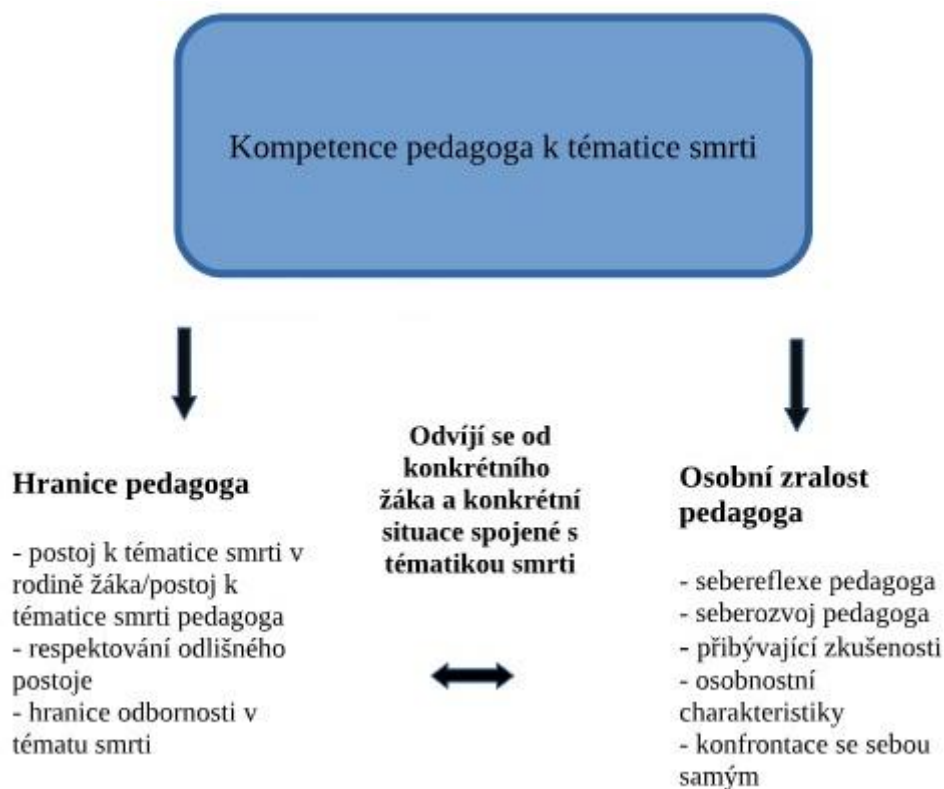 Kompetence pedagoga k tématice smrti
Hranice pedagoga
- postoj k tématice smrti v
rodině žáka/postoj k
tématice smrti pedagoga
- respektování odlišného
postoje
- hranice odbornosti v
tématu smrti
Odvíjí se od
konkrétního
žáka a konkrétní
situace spojené s
tématikou smrti
Osobní zralost
pedagoga
- sebereflexe pedagoga
- seberozvoj pedagoga
- přibývající zkušenosti
- osobnostní
charakteristiky
- konfrontace se sebou
samým